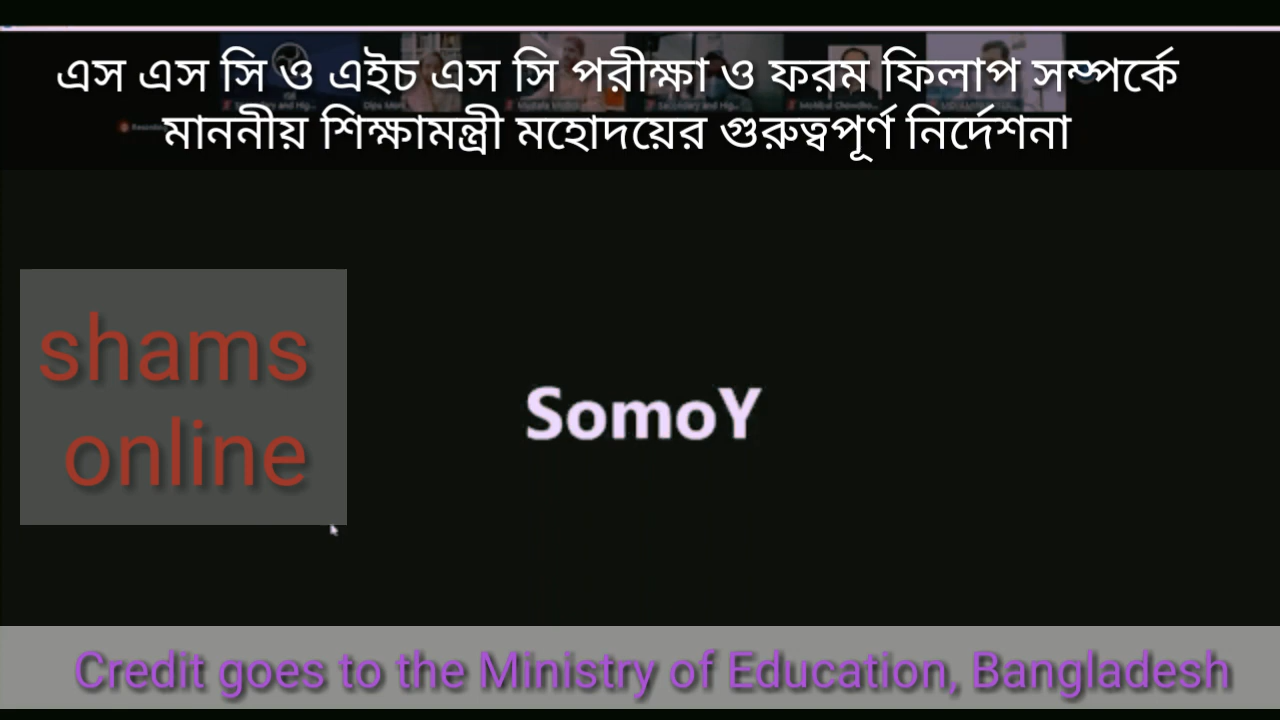 এস এস সি ও এইচ এস সি পরীক্ষা ও ফরম ফিলাপ সম্পর্কে
মাননীয় শিক্ষামন্ত্রী মহোদয়ের গুরুত্বপূর্ণ নির্দেশনা
shams
online
SomoY
Credit goes to the Ministry of Education, Bangladesh